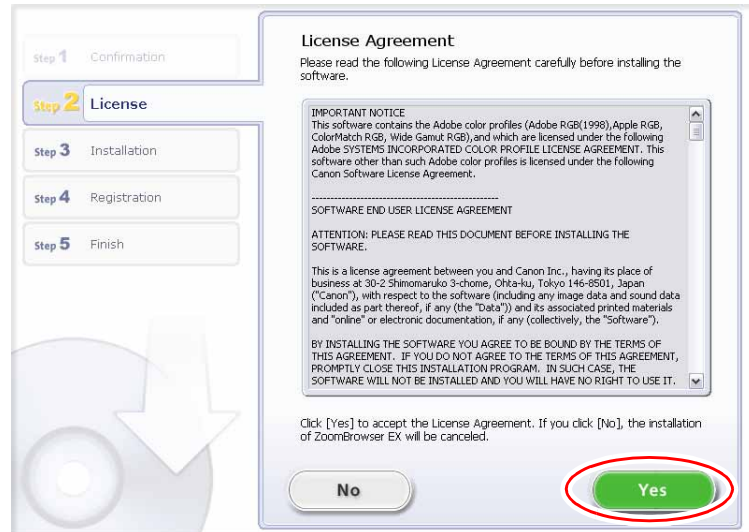 Step 1 Confirmation
Step 2 License
Step 3 Installation
Step 4 Registration
Step 5 Finish
License Agreement
Please read the following License Agreement carefully before installing the
software.
IMPORTANT NOTICE
This software contains the Adobe color profiles (Adobe RGB(1998),Apple RGB,
ColorMatch RGB, Wide Gamut RGB),and which are licensed under the following
Adobe SYSTEMS INCORPORATED COLOR PROFILE LICENSE AGREEMENT. This
software other than such Adobe color profiles is licensed under the following
Canon Software License Agreement.
--------------------------------------------------
SOFTWARE END USER LICENSE AGREEMENT
ATTENTION: PLEASE READ THIS DOCUMENT BEFORE INSTALLING THE
SOFTWARE.
This is a license agreement between you and Canon Inc., having its place of
business at 30-2 Shimomaruko 3-chome, Ohta-ku, Tokyo 146-8501, Japan
("Canon"), with respect to the software (including any image data and sound data
included as part thereof, if any (the "Data")) and its associated printed materials
and "online" or electronic documentation, if any (collectively, the "Software").
BY INSTALLING THE SOFTWARE YOU AGREE TO BE BOUND BY THE TERMS OF
THIS AGREEMENT. IF YOU DO NOT AGREE TO THE TERMS OF THIS AGREEMENT,
PROMPTLY CLOSE THIS INSTALLATION PROGRAM. IN SUCH CASE, THE
SOFTWARE WILL NOT BE INSTALLED AND YOU WILL HAVE NO RIGHT TO USE IT.
Click [Yes] to accept the License Agreement. If you click [No], the installation
of ZoomBrowser EX will be canceled.
No
Yes